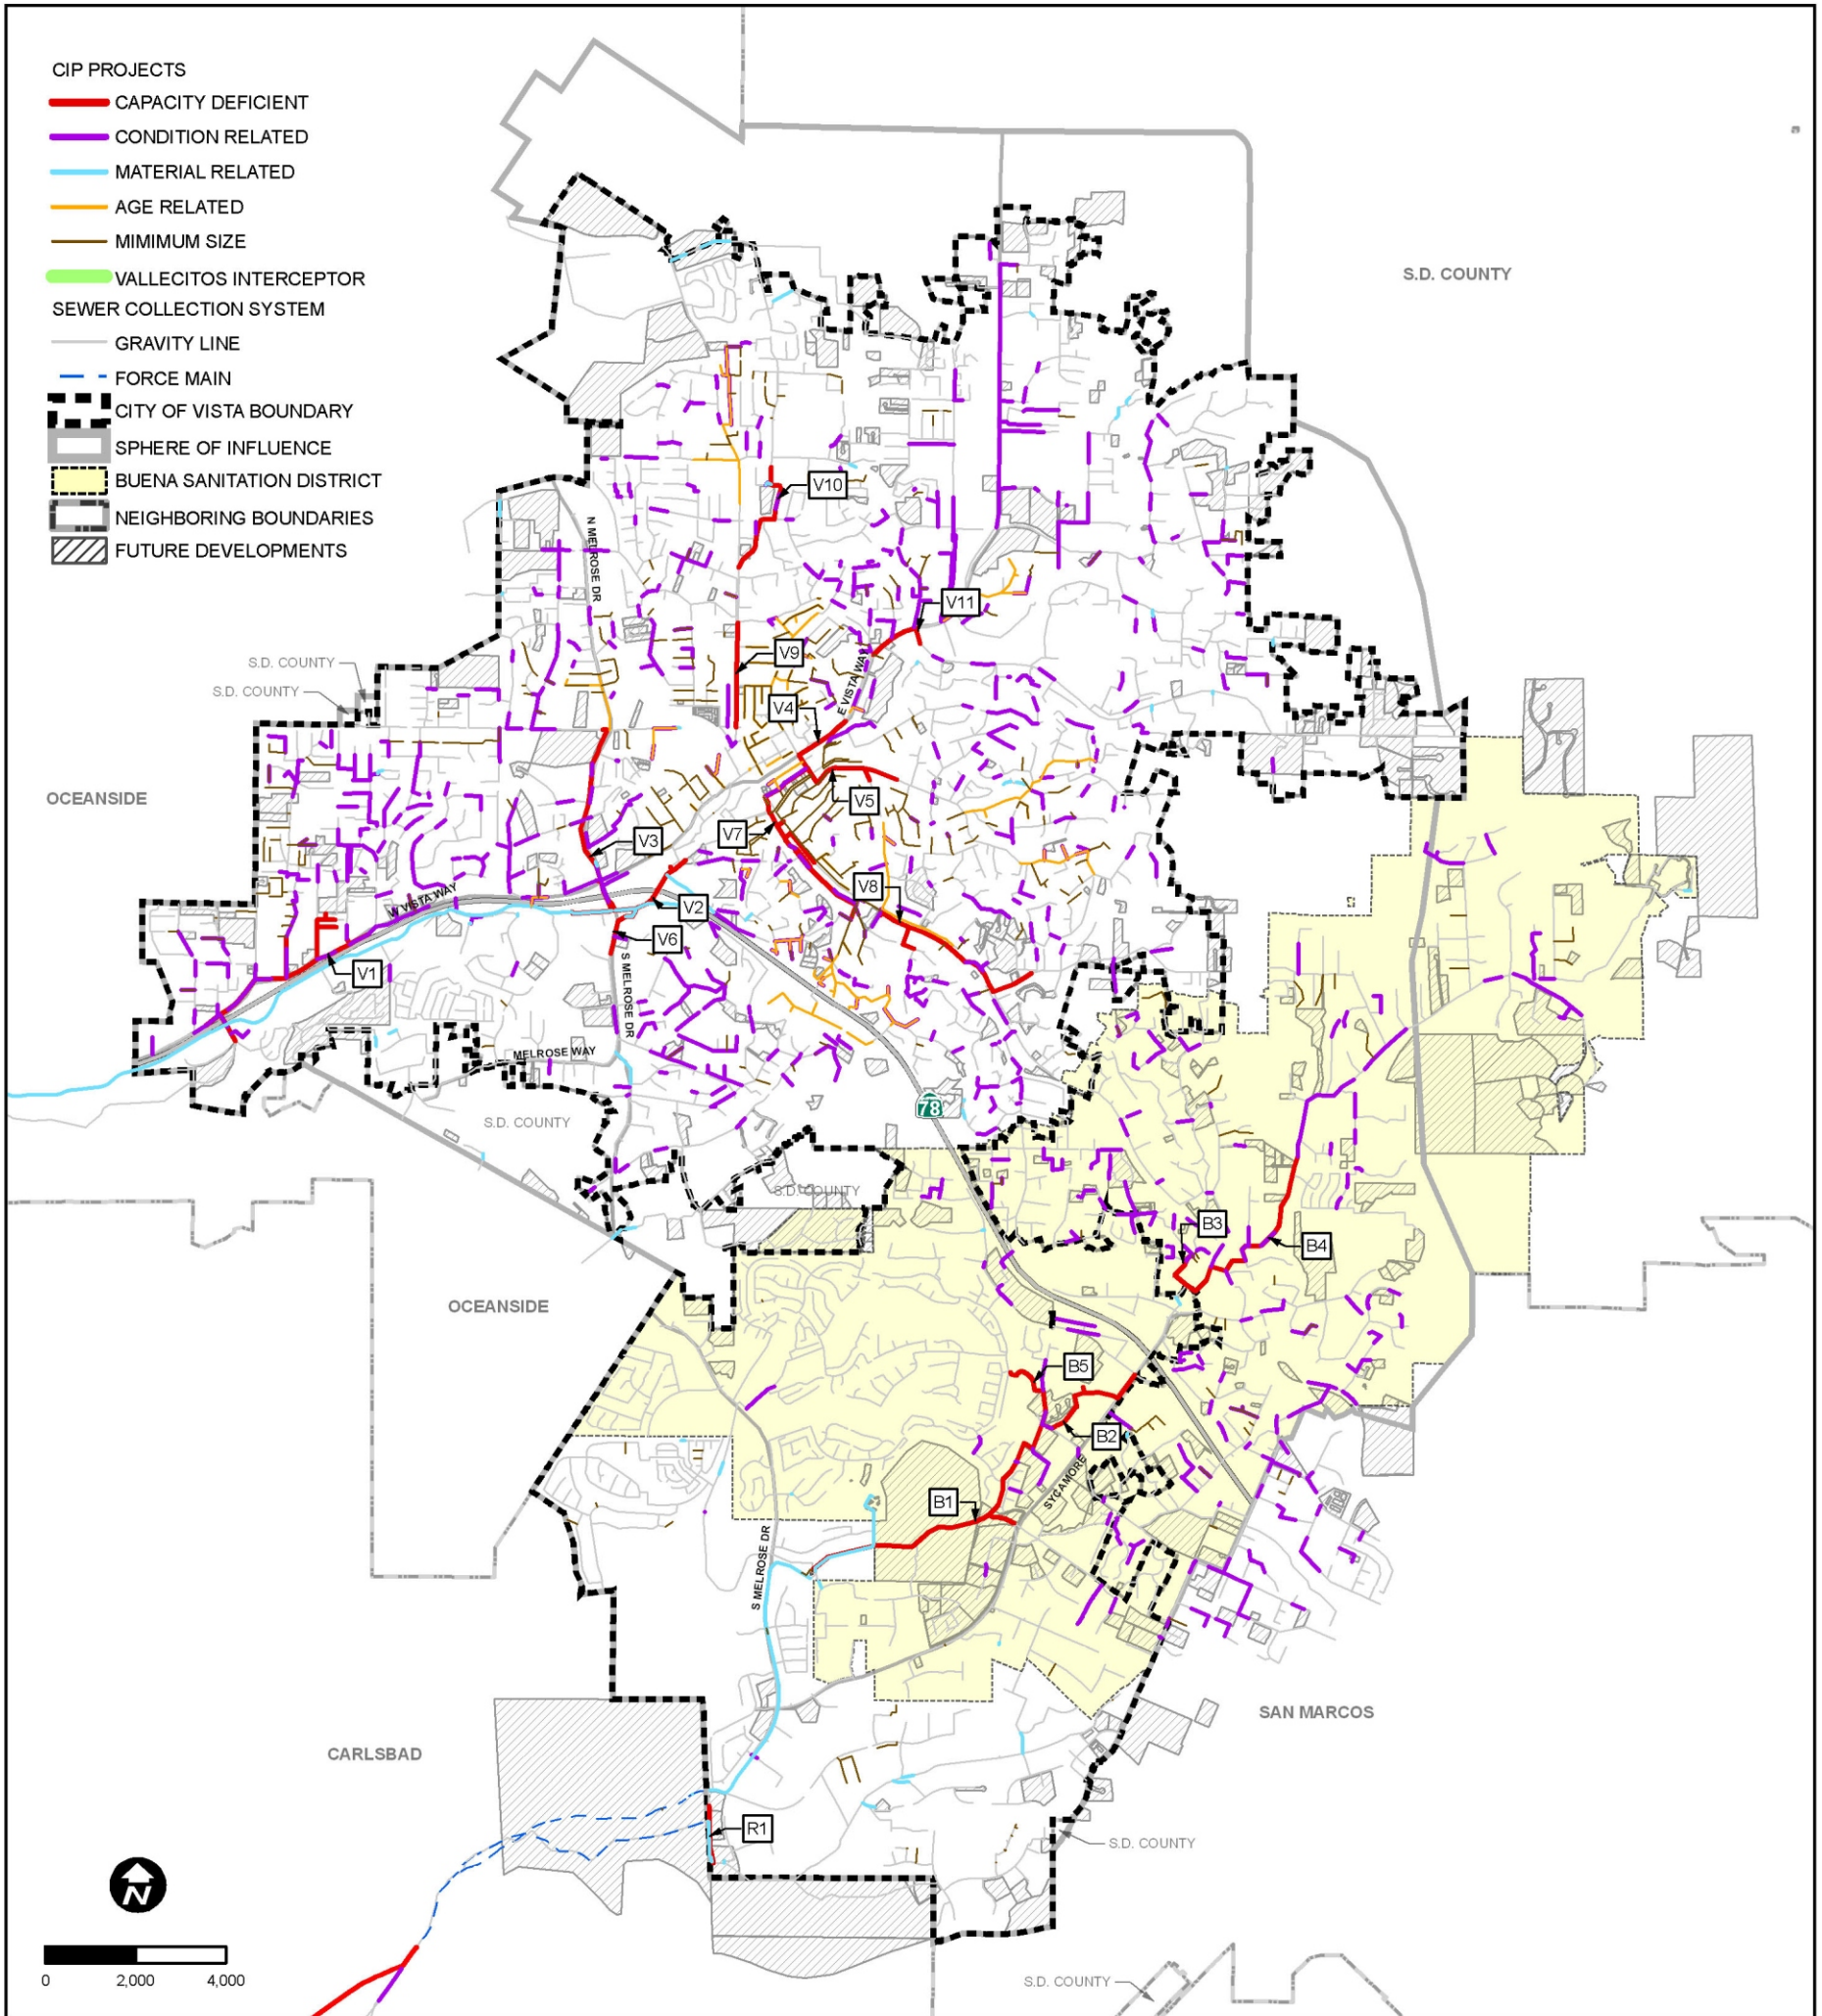 CIP PROJECTS
CAPACITY DEFICIENT
CONDITION RELATED
MATERIAL RELATED
AGE RELATED
MIMIMUM SIZE
VALLECITOS INTERCEPTOR
SEWER COLLECTION SYSTEM
GRAVITY LINE
FORCE MAIN
CITY OF VISTA BOUNDARY
SPHERE OF INFLUENCE
BUENA SANITATION DISTRICT
NEIGHBORING BOUNDARIES
FUTURE DEVELOPMENTS
S.D. COUNTY
V10
N MELROSE DR
V11
V9
E VISTA WAY
S.D. COUNTY
S.D. COUNTY
V4
OCEANSIDE
V5
V7
V3
V8
W VISTA WAY
V2
V6
V1
S MELROSE DR
MELROSE WAY
78
S.D. COUNTY
S.D. COUNTY
B3
B4
OCEANSIDE
B5
B2
SYCAMORE
B1
S MELROSE DR
SAN MARCOS
CARLSBAD
R1
S.D. COUNTY
N
0 2,000 4,000
S.D. COUNTY